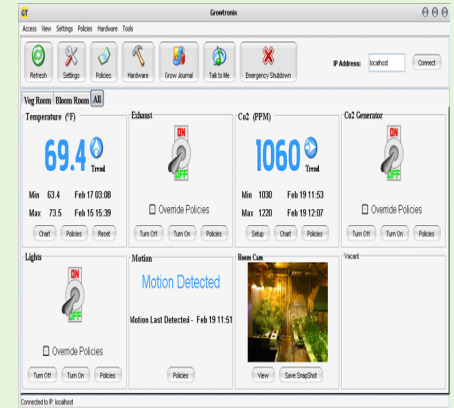 GT Growtronix
Access View Settings Policies Hardware Tools
Refresh Settings Policies Hardware Grow Journal Talk to Me Emergency Shutdown IP Address: localhost Connect
Veg Room Bloom Room All
Temperature (°F) Exhaust Co2 (PPM) Co2 Generator
ON ON
69.4 Trend OFF 1060 Trend OFF
Min 63.4 Feb 17 03:08 Min 1030 Feb 19 11:53
Override Policies Override Policies
Max 73.5 Feb 15 15:39 Max 1220 Feb 19 12:07
Chart Policies Reset Turn Off Turn On Policies Setup Chart Policies Turn Off Turn On Policies
Lights Motion Room Cam Vacant
ON Motion Detected
OFF Motion Last Detected - Feb 19 11:51
Override Policies
Turn Off Turn On Policies Policies View Save SnapShot
Connected to IP: localhost